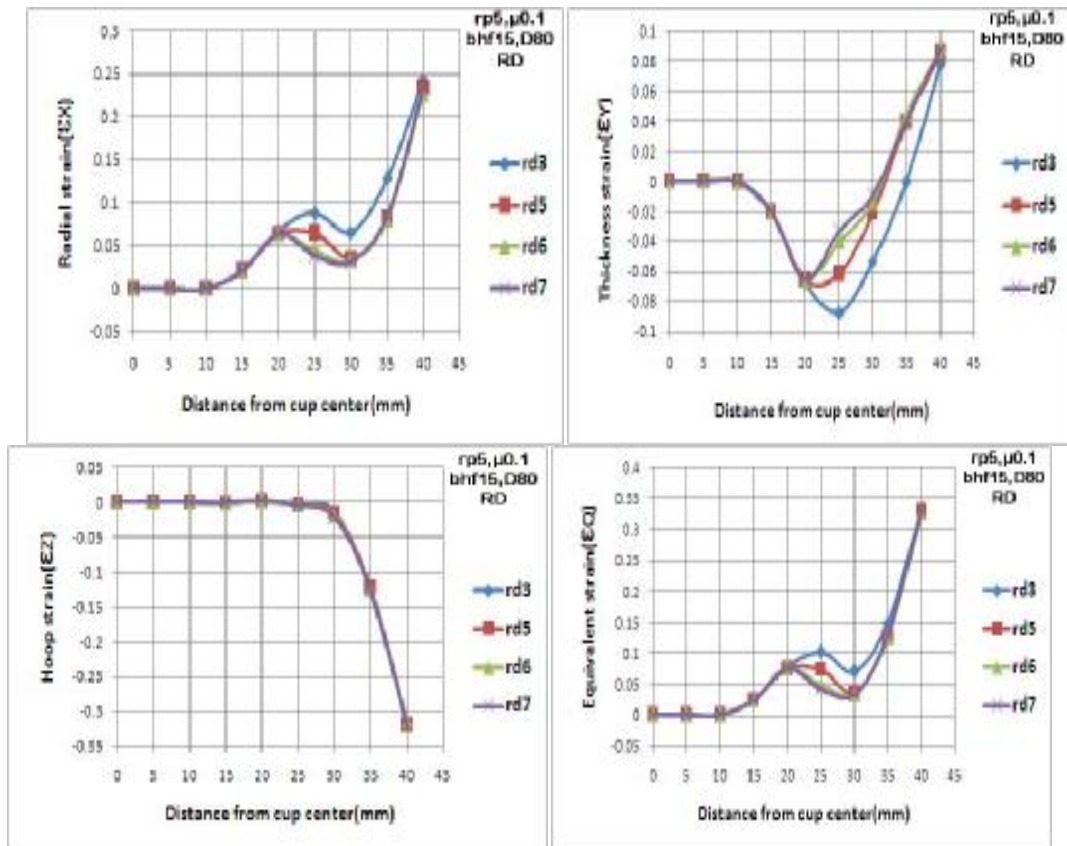 rp5,µ0.1
bhf15,D80
RD
Radial strain[ƐX]
0.3
0.25
0.2
0.15
0.1
0.05
0
-0.05
0 5 10 15 20 25 30 35 40 45
Distance from cup center(mm)
rd3
rd5
rd6
rd7
rp5,µ0.1
bhf15,D80
RD
Thickness strain[ƐY]
0.1
0.08
0.06
0.04
0.02
0
-0.02
-0.04
-0.06
-0.08
-0.1
0 5 10 15 20 25 30 35 40 45
Distance from cup center(mm)
rd3
rd5
rd6
rd7
rp5,µ0.1
bhf15,D80
RD
Hoop strain[ƐZ]
0.05
0
-0.05
-0.1
-0.15
-0.2
-0.25
-0.3
-0.35
0 5 10 15 20 25 30 35 40 45
Distance from cup center(mm)
rd3
rd5
rd6
rd7
rp5,µ0.1
bhf15,D80
RD
Equivalent strain[ƐQ]
0.4
0.35
0.3
0.25
0.2
0.15
0.1
0.05
0
-0.05
0 5 10 15 20 25 30 35 40 45
Distance from cup center(mm)
rd3
rd5
rd6
rd7